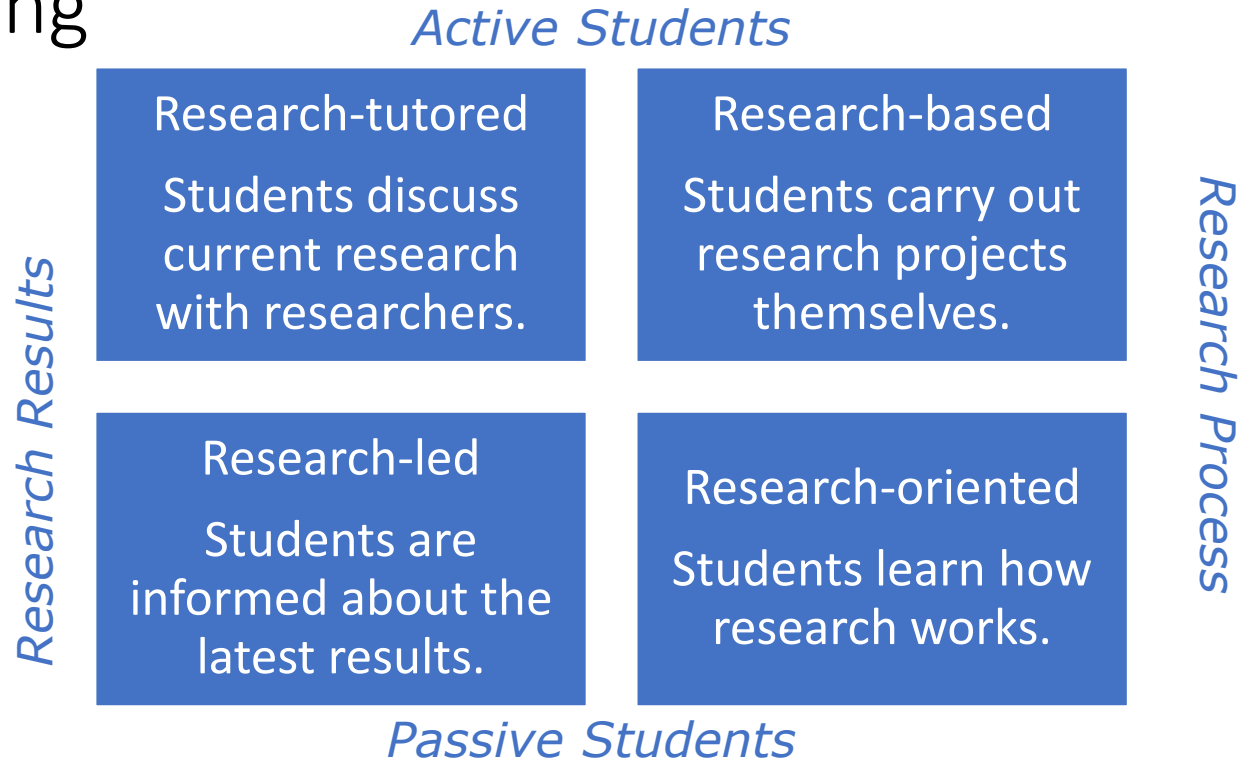 ng
Active Students
Research-tutored
Students discuss
current research
with researchers.
Research-based
Students carry out
research projects
themselves.
Research Results
Research Process
Research-led
Students are
informed about the
latest results.
Research-oriented
Students learn how
research works.
Passive Students